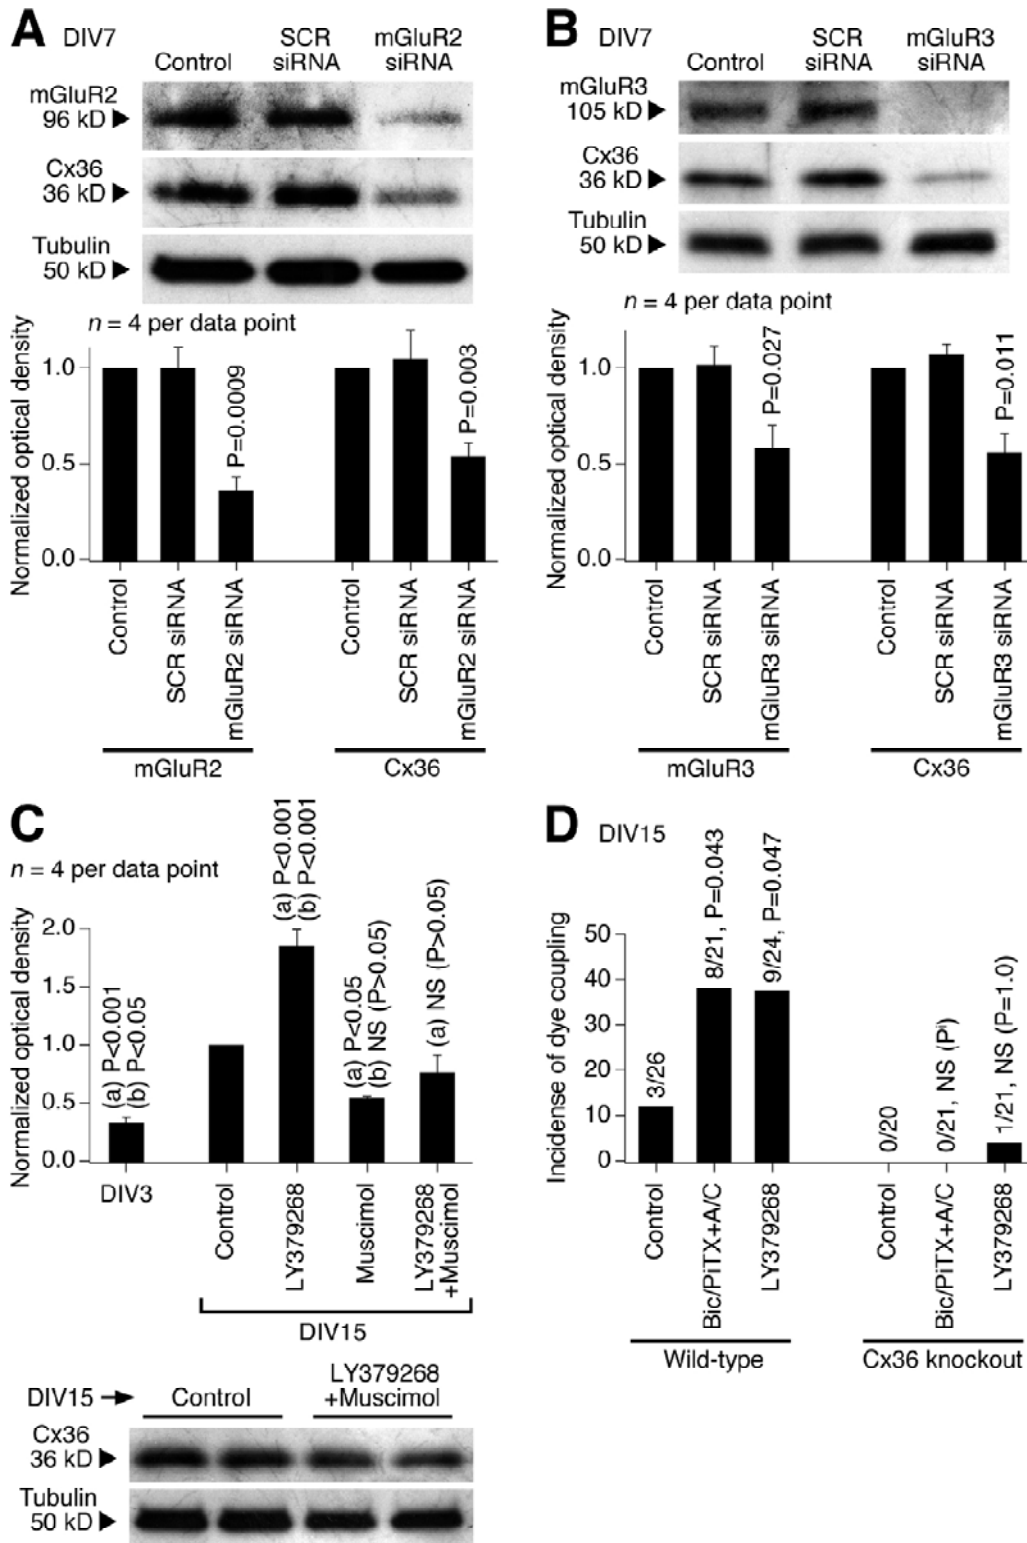 A DIV7
Control
SCR
siRNA
mGluR2
siRNA
mGluR2
96 kD
Cx36
36 kD
Tubulin
50 kD
n = 4 per data point
Normalized optical density
1.0
0.5
0.0
P=0.0009
P=0.003
Control
SCR siRNA
mGluR2 siRNA
Control
SCR siRNA
mGluR2 siRNA
mGluR2
Cx36
B DIV7
Control
SCR
siRNA
mGluR3
siRNA
mGluR3
105 kD
Cx36
36 kD
Tubulin
50 kD
n = 4 per data point
Normalized optical density
1.0
0.5
0.0
P=0.027
P=0.011
Control
SCR siRNA
mGluR3 siRNA
Control
SCR siRNA
mGluR3 siRNA
mGluR3
Cx36
C
n = 4 per data point
Normalized optical density
2.0
1.5
1.0
0.5
0.0
(a) P<0.001
(b) P<0.05
(a) P<0.001
(b) P<0.001
(a) P<0.05
(b) NS (P>0.05)
(a) NS (P>0.05)
DIV3
Control
LY379268
Muscimol
LY379268
+Muscimol
DIV15
DIV15
Control
LY379268
+Muscimol
Cx36
36 kD
Tubulin
50 kD
D DIV15
Incidense of dye coupling
50
40
30
20
10
0
3/26
8/21, P=0.043
9/24, P=0.047
0/20
0/21, NS (Pⁱ)
1/21, NS (P=1.0)
Control
Bic/PiTX+A/C
LY379268
Control
Bic/PiTX+A/C
LY379268
Wild-type
Cx36 knockout